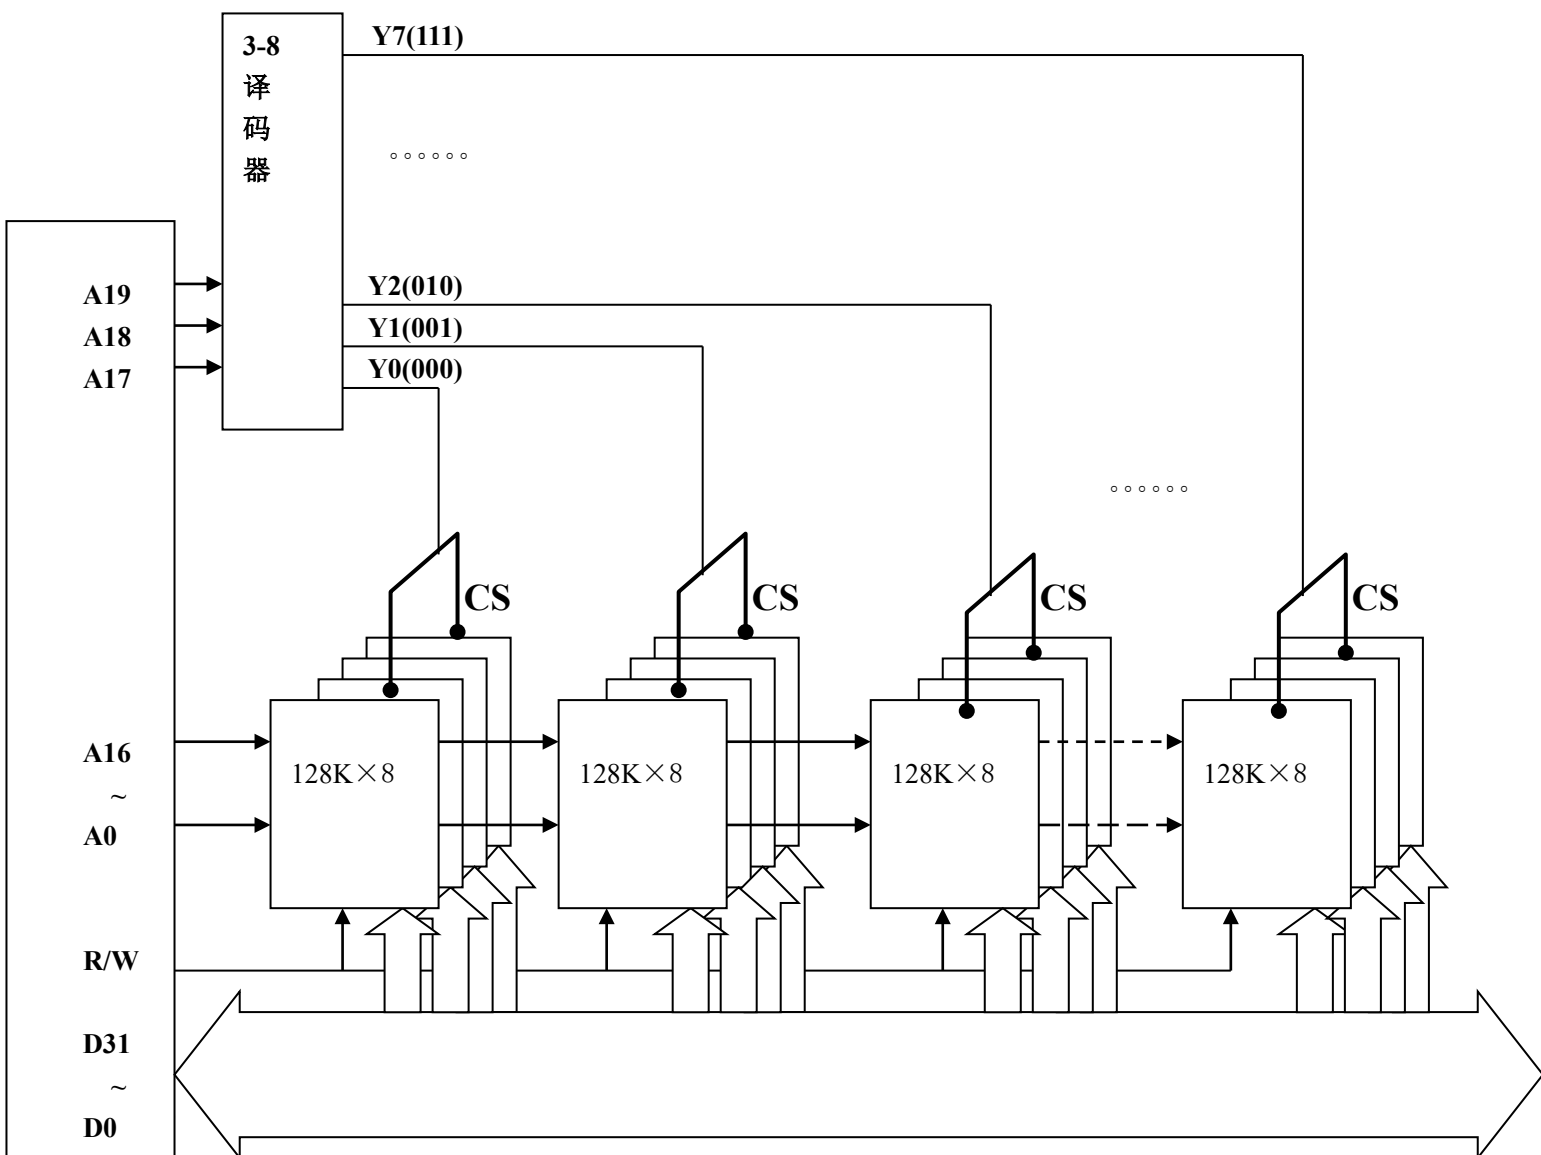 3-8
译
码
器
Y7(111)
。。。。。。
Y2(010)
Y1(001)
Y0(000)
A19
A18
A17
。。。。。。
CS
CS
CS
CS
A16
~
A0
128K×8
128K×8
128K×8
128K×8
R/W
D31
~
D0